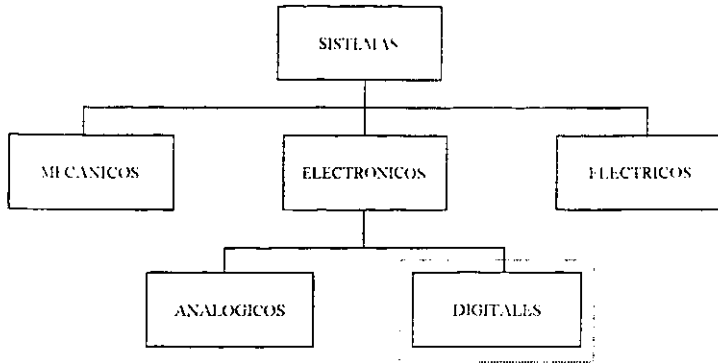 SISTEMAS
MECANICOS
ELECTRONICOS
ELECTRICOS
ANALOGICOS
DIGITALES